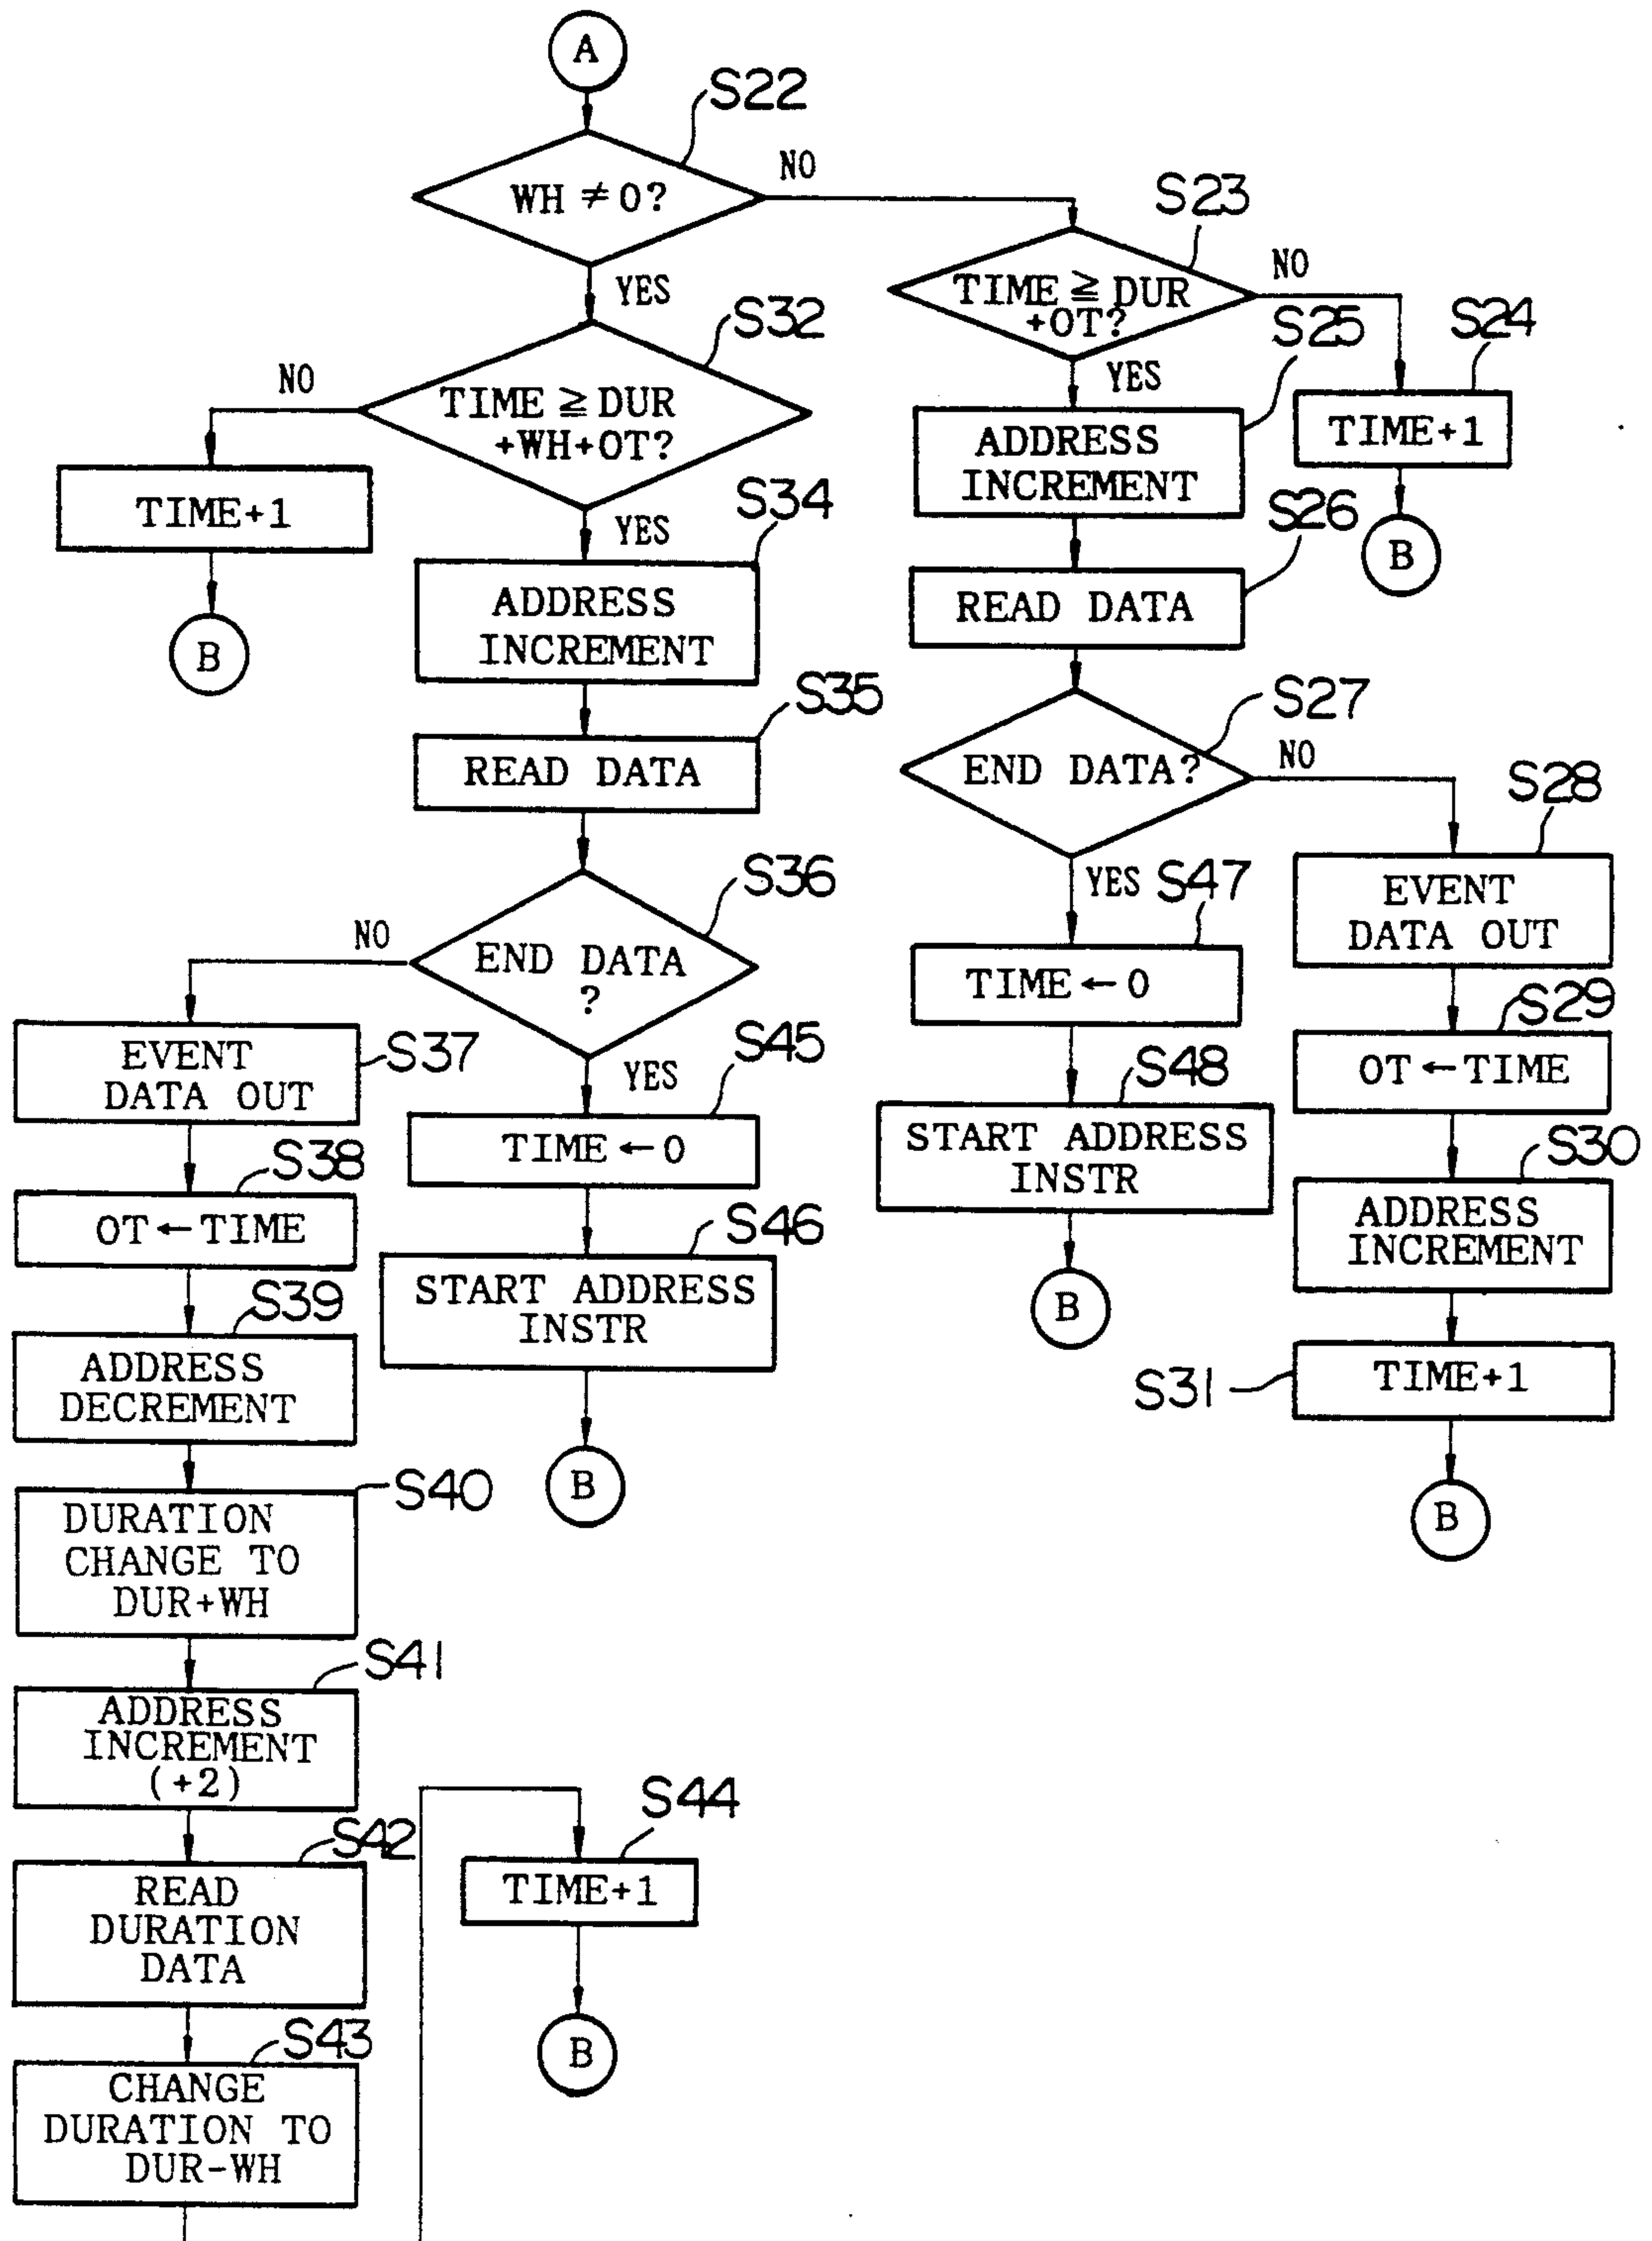 A
S22
WH ≠ 0?
NO
YES
S23
TIME ≧ DUR
+OT?
NO
YES
S32
TIME ≧ DUR
+WH+OT?
NO
YES
S25
S24
ADDRESS
INCREMENT
TIME+1
B
TIME+1
B
S34
ADDRESS
INCREMENT
S26
READ DATA
S35
READ DATA
S27
END DATA?
NO
YES
S28
EVENT
DATA OUT
S36
END DATA
?
NO
YES
S47
TIME ← 0
S29
OT ← TIME
S37
EVENT
DATA OUT
S45
TIME ← 0
S48
START ADDRESS
INSTR
B
S30
ADDRESS
INCREMENT
S38
OT ← TIME
S46
START ADDRESS
INSTR
B
S31
TIME+1
B
S39
ADDRESS
DECREMENT
S40
DURATION
CHANGE TO
DUR+WH
S41
ADDRESS
INCREMENT
(+2)
S42
READ
DURATION
DATA
S43
CHANGE
DURATION TO
DUR-WH
S44
TIME+1
B